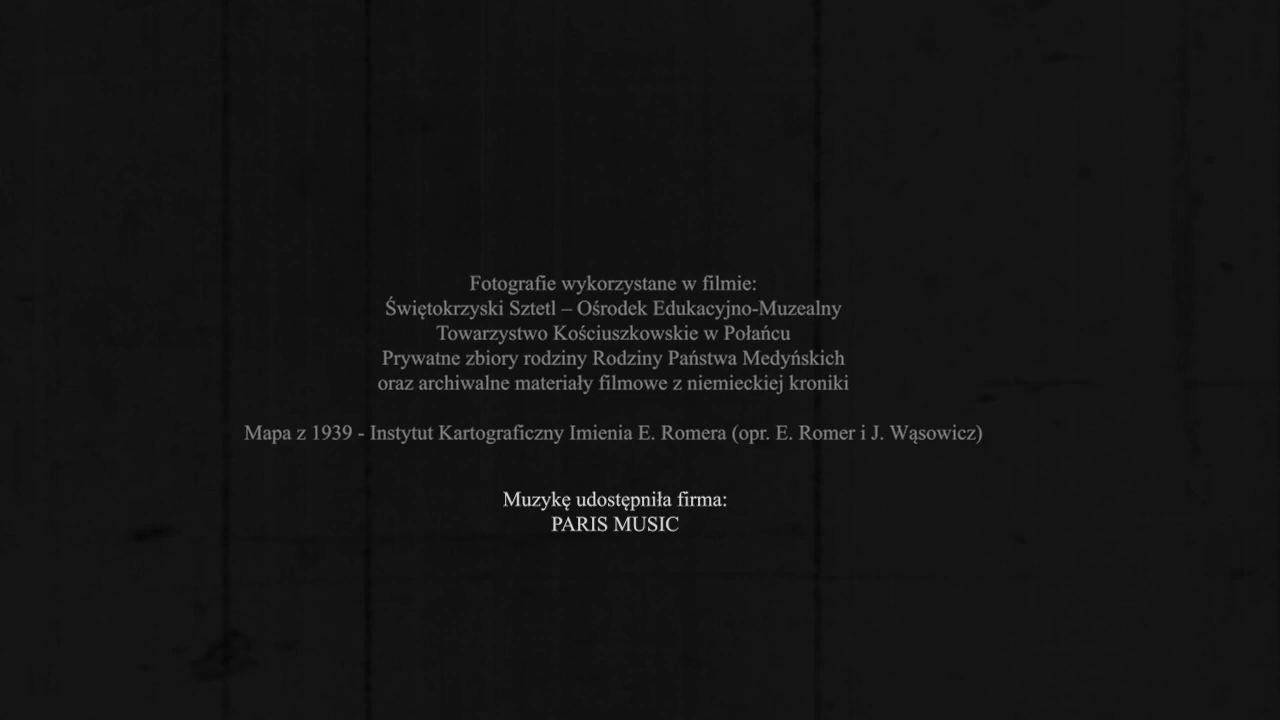 Fotografie wykorzystane w filmie:
Świętokrzyski Sztetl – Ośrodek Edukacyjno-Muzealny
Towarzystwo Kościuszkowskie w Połańcu
Prywatne zbiory rodziny Rodziny Państwa Medyńskich
oraz archiwalne materiały filmowe z niemieckiej kroniki
Mapa z 1939 - Instytut Kartograficzny Imienia E. Romera (opr. E. Romer i J. Wąsowicz)
Muzykę udostępniła firma:
PARIS MUSIC